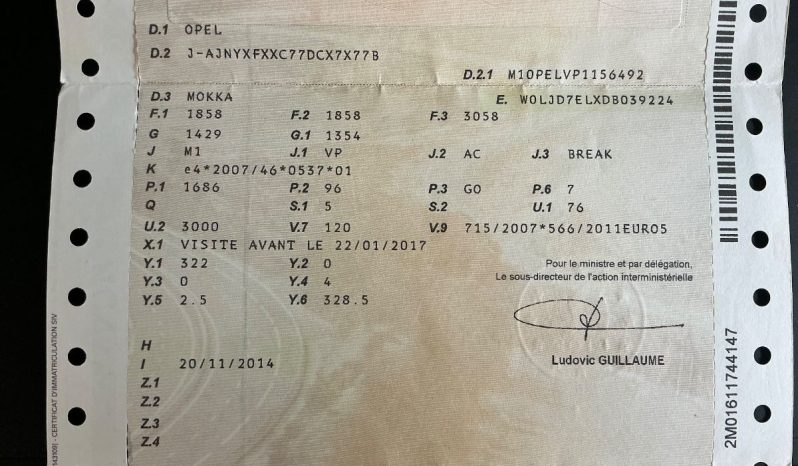 D.1 OPEL
D.2 J-AJNYXFXXC77DCX7X77B
D.2.1 M10PELVP1156492
D.3 MOKKA E. W0LJD7ELXDB039224
F.1 1858 F.2 1858 F.3 3058
G 1429 G.1 1354
J M1 J.1 VP J.2 AC J.3 BREAK
K e4*2007/46*0537*01
P.1 1686 P.2 96 P.3 GO P.6 7
Q S.1 5 S.2 U.1 76
U.2 3000 V.7 120 V.9 715/2007*566/2011EURO5
X.1 VISITE AVANT LE 22/01/2017
Y.1 322 Y.2 0
Y.3 0 Y.4 4
Y.5 2.5 Y.6 328.5
Pour le ministre et par délégation,
Le sous-directeur de l'action interministérielle
Ludovic GUILLAUME
H
I 20/11/2014
Z.1
Z.2
Z.3
Z.4
2M01611744147
CERTIFICAT D'IMMATRICULATION SIV